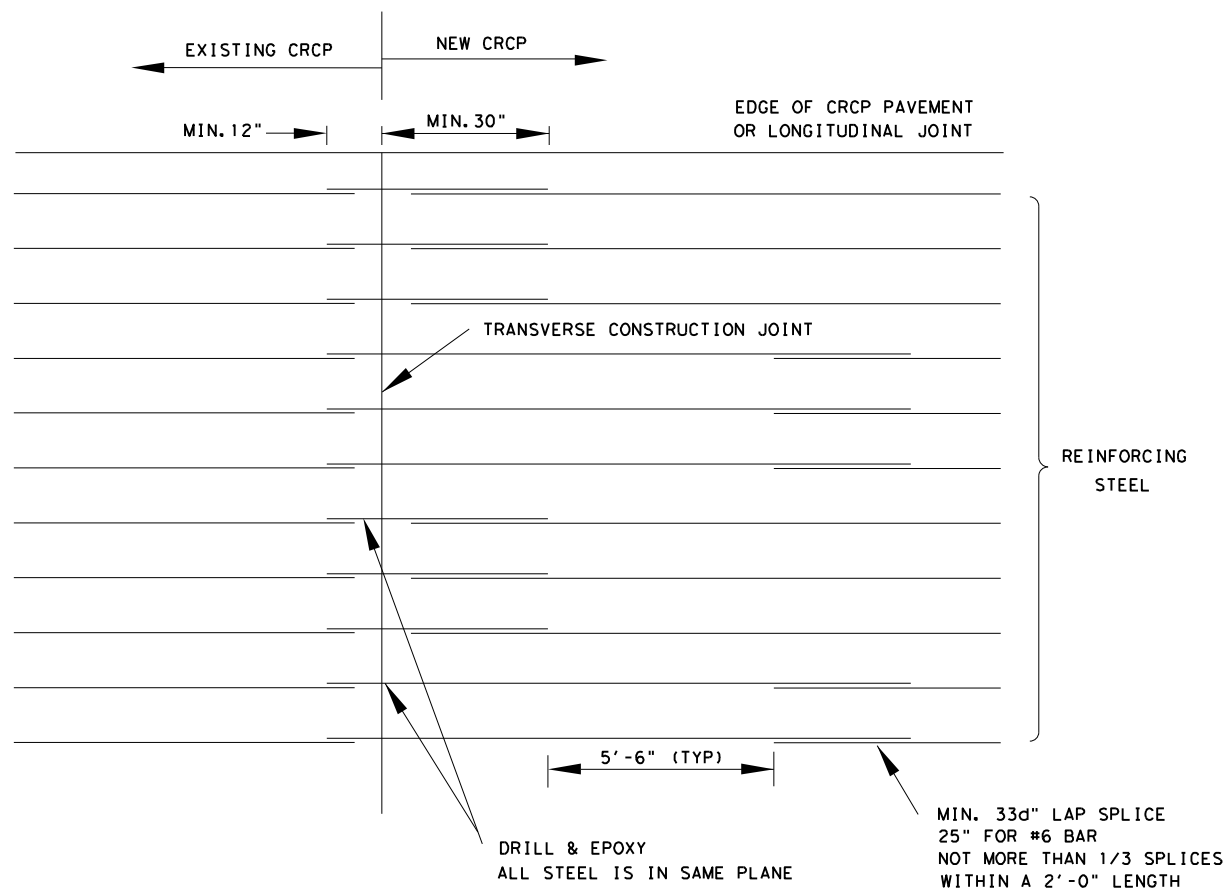 EXISTING CRCP
NEW CRCP
EDGE OF CRCP PAVEMENT
OR LONGITUDINAL JOINT
MIN. 12"
MIN. 30"
TRANSVERSE CONSTRUCTION JOINT
REINFORCING
STEEL
5'-6" (TYP)
DRILL & EPOXY
ALL STEEL IS IN SAME PLANE
MIN. 33d" LAP SPLICE
25" FOR #6 BAR
NOT MORE THAN 1/3 SPLICES
WITHIN A 2'-0" LENGTH